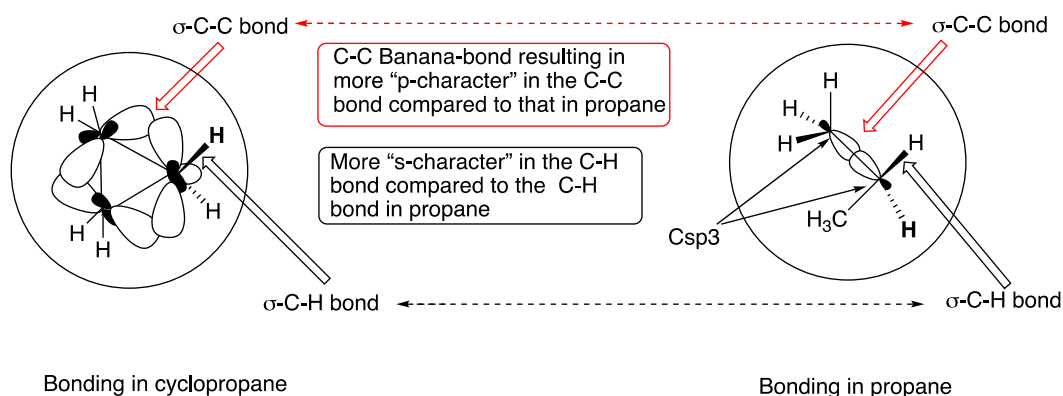 σ-C-C bond
σ-C-C bond
C-C Banana-bond resulting in
more “p-character” in the C-C
bond compared to that in propane
H
H
H
H
H
H
H
More “s-character” in the C-H
bond compared to the C-H
bond in propane
H
H
H
H
H
H₃C
H
Csp3
σ-C-H bond
σ-C-H bond
Bonding in cyclopropane
Bonding in propane